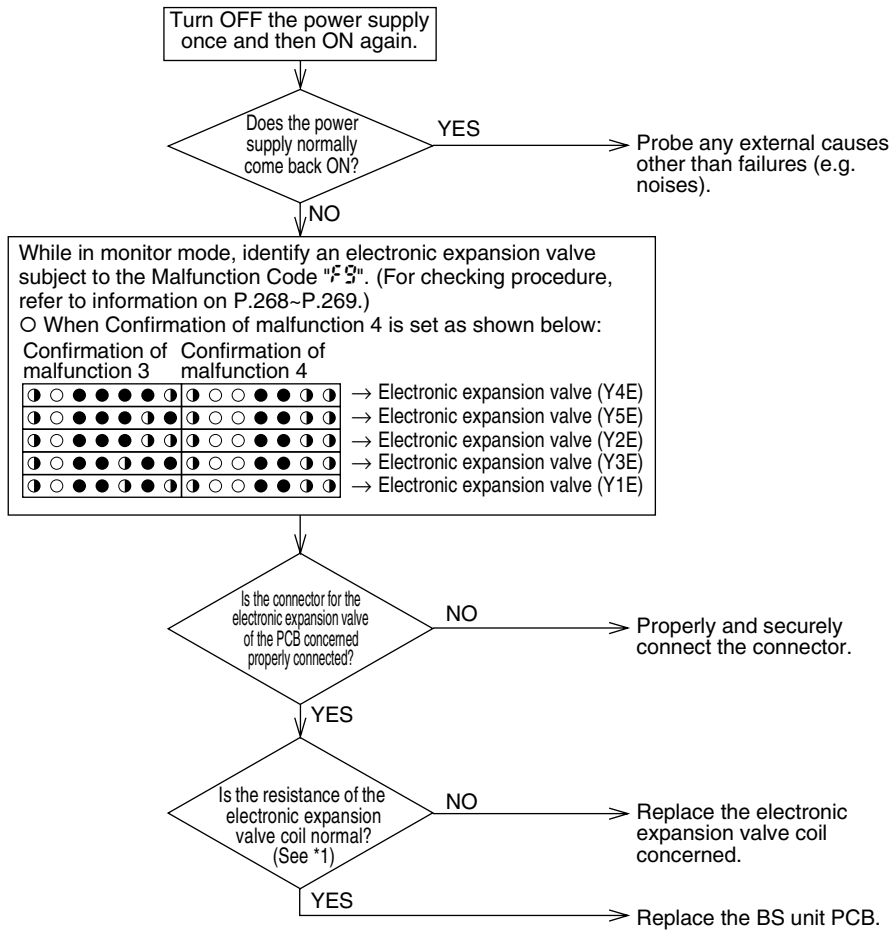 Turn OFF the power supply
once and then ON again.
Does the power
supply normally
come back ON?
YES
Probe any external causes
other than failures (e.g.
noises).
NO
While in monitor mode, identify an electronic expansion valve
subject to the Malfunction Code "F9". (For checking procedure,
refer to information on P.268~P.269.)
○ When Confirmation of malfunction 4 is set as shown below:
Confirmation of
malfunction 3
Confirmation of
malfunction 4
◑ ○ ● ● ● ● ◑ ◑ ○ ○ ● ● ◑ ◑ → Electronic expansion valve (Y4E)
◑ ○ ● ● ● ◑ ● ◑ ○ ○ ● ● ◑ ◑ → Electronic expansion valve (Y5E)
◑ ○ ● ● ● ◑ ◑ ◑ ○ ○ ● ● ◑ ◑ → Electronic expansion valve (Y2E)
◑ ○ ● ● ◑ ● ● ◑ ○ ○ ● ● ◑ ◑ → Electronic expansion valve (Y3E)
◑ ○ ● ● ◑ ● ◑ ◑ ○ ○ ● ● ◑ ◑ → Electronic expansion valve (Y1E)
Is the connector for the
electronic expansion valve
of the PCB concerned
properly connected?
NO
Properly and securely
connect the connector.
YES
Is the resistance of the
electronic expansion
valve coil normal?
(See *1)
NO
Replace the electronic
expansion valve coil
concerned.
YES
Replace the BS unit PCB.